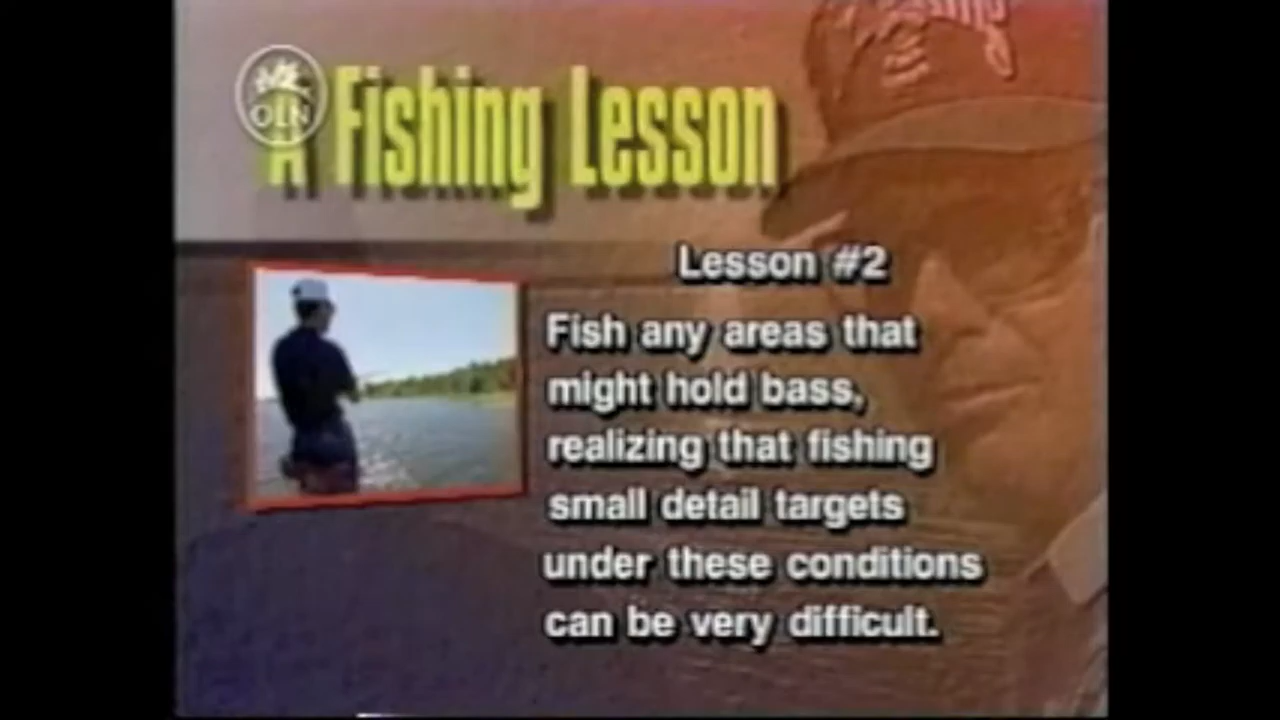 OLN
A Fishing Lesson
Lesson #2
Fish any areas that
might hold bass,
realizing that fishing
small detail targets
under these conditions
can be very difficult.